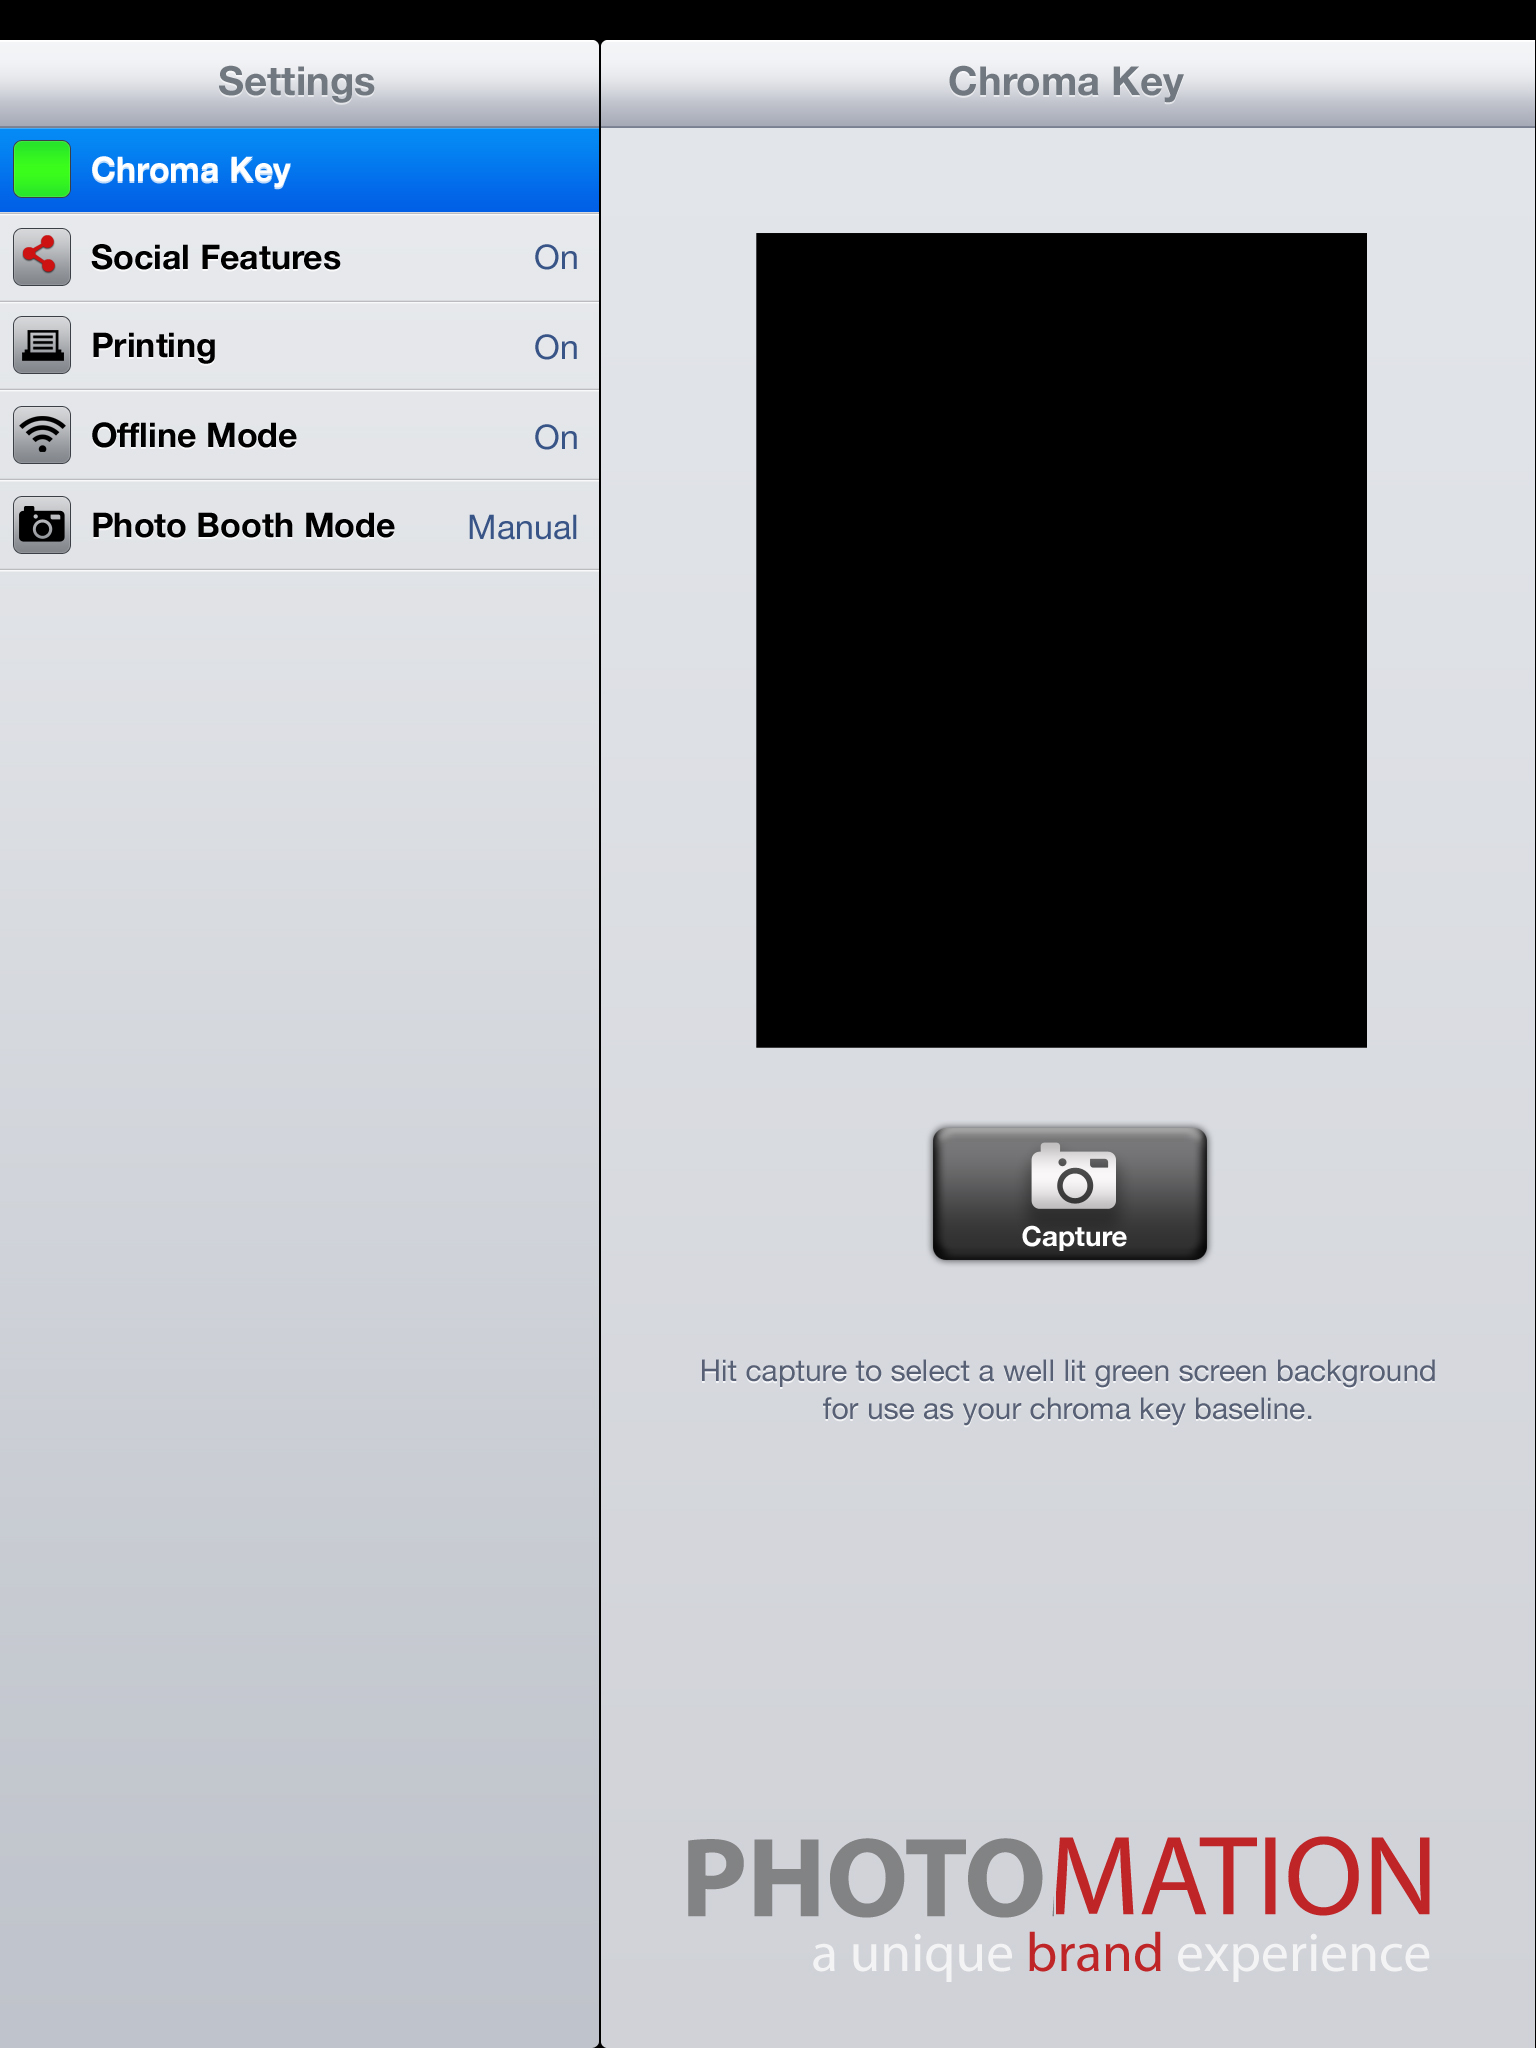 Settings
Chroma Key
Social Features On
Printing On
Offline Mode On
Photo Booth Mode Manual
Chroma Key
Capture
Hit capture to select a well lit green screen background
for use as your chroma key baseline.
PHOTOMATION
a unique brand experience